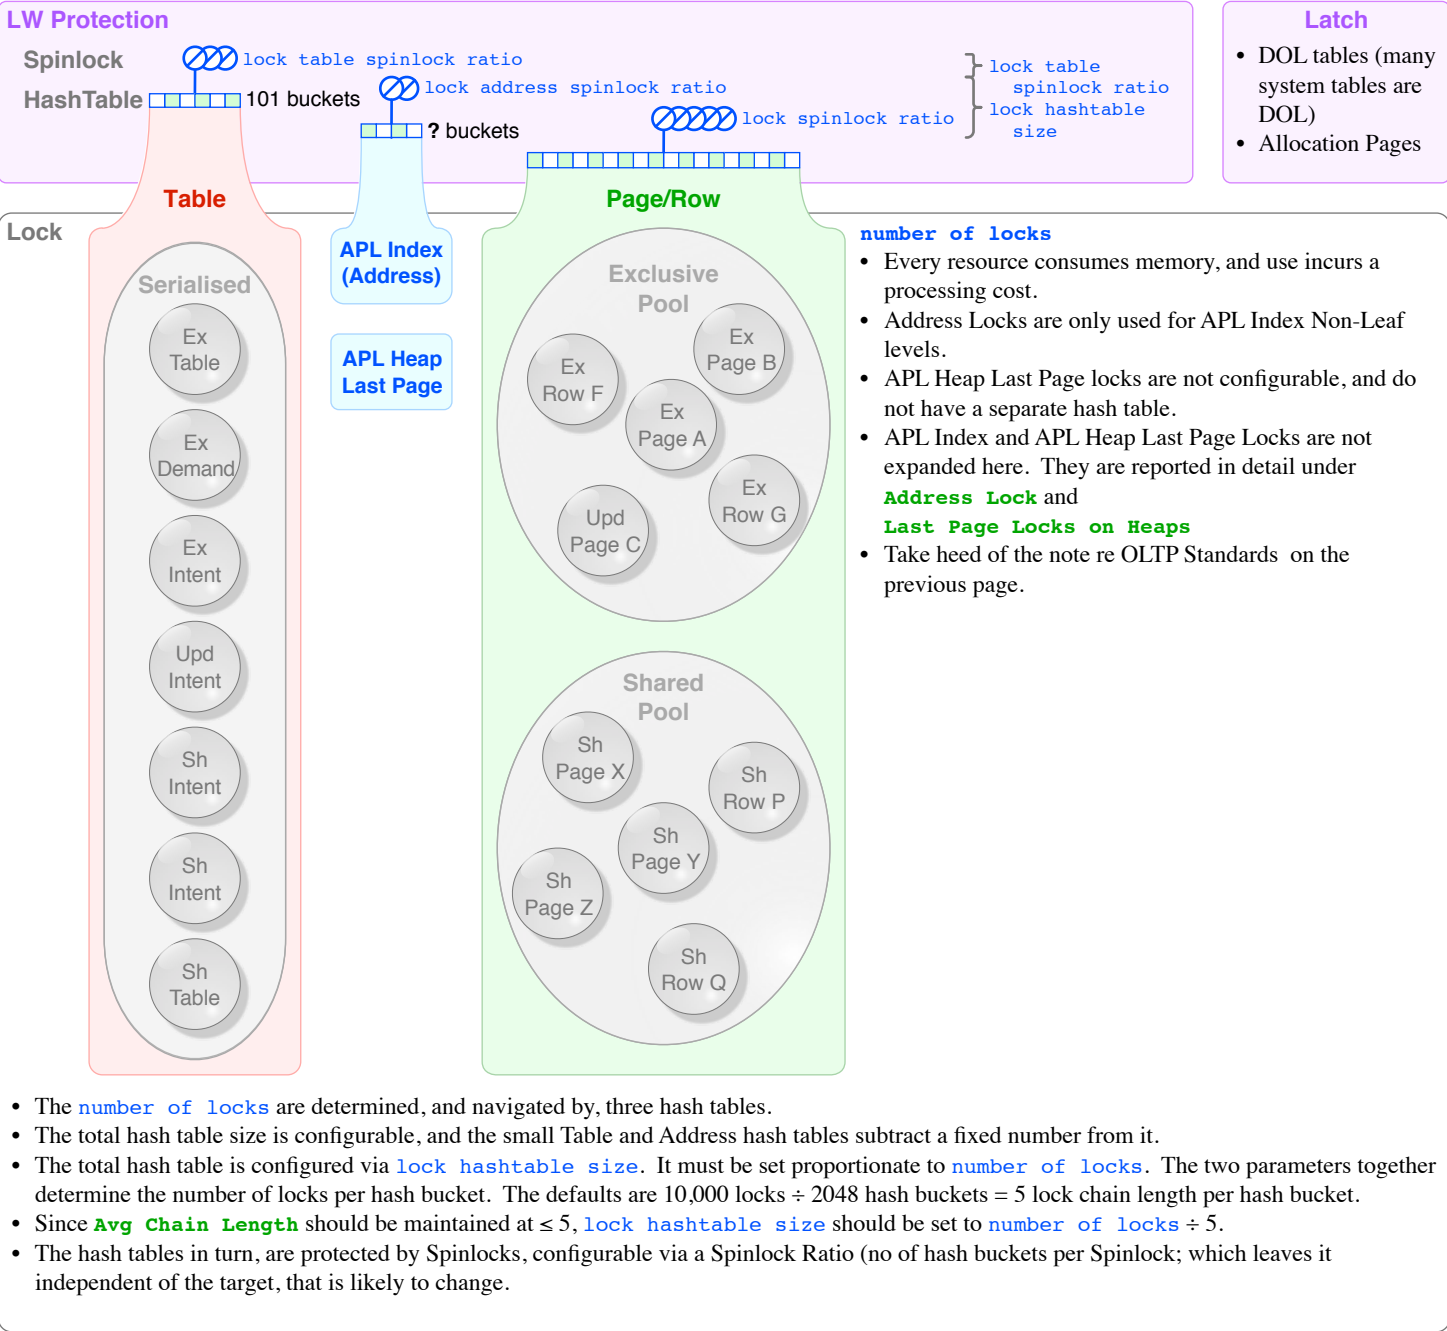 LW Protection
Spinlock
HashTable
lock table spinlock ratio
101 buckets
lock address spinlock ratio
? buckets
lock spinlock ratio
lock table
spinlock ratio
lock hashtable
size
Latch
• DOL tables (many
system tables are
DOL)
• Allocation Pages
Lock
Table
Serialised
Ex
Table
Ex
Demand
Ex
Intent
Upd
Intent
Sh
Intent
Sh
Intent
Sh
Table
APL Index
(Address)
APL Heap
Last Page
Page/Row
Exclusive
Pool
Ex
Row F
Ex
Page B
Ex
Page A
Ex
Row G
Upd
Page C
Shared
Pool
Sh
Page X
Sh
Row P
Sh
Page Y
Sh
Page Z
Sh
Row Q
number of locks
• Every resource consumes memory, and use incurs a
processing cost.
• Address Locks are only used for APL Index Non-Leaf
levels.
• APL Heap Last Page locks are not configurable, and do
not have a separate hash table.
• APL Index and APL Heap Last Page Locks are not
expanded here.  They are reported in detail under
Address Lock and
Last Page Locks on Heaps
• Take heed of the note re OLTP Standards  on the
previous page.
• The number of locks are determined, and navigated by, three hash tables.
• The total hash table size is configurable, and the small Table and Address hash tables subtract a fixed number from it.
• The total hash table is configured via lock hashtable size.  It must be set proportionate to number of locks.  The two parameters together
determine the number of locks per hash bucket.  The defaults are 10,000 locks ÷ 2048 hash buckets = 5 lock chain length per hash bucket.
• Since Avg Chain Length should be maintained at ≤ 5, lock hashtable size should be set to number of locks ÷ 5.
• The hash tables in turn, are protected by Spinlocks, configurable via a Spinlock Ratio (no of hash buckets per Spinlock; which leaves it
independent of the target, that is likely to change.